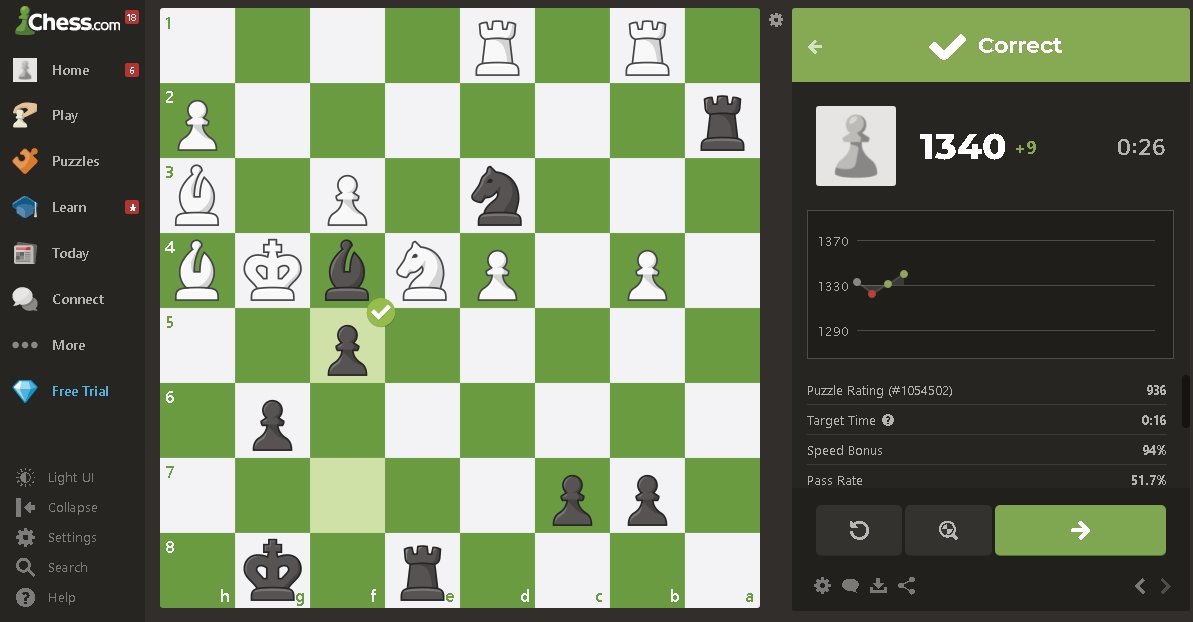 Chess.com 18
Home 6
Play
Puzzles
Learn
Today
Connect
More
Free Trial
Light UI
Collapse
Settings
Search
Help
1
2
3
4
5
6
7
8
h g f e d c b a
Correct
1340 +9 0:26
1370
1330
1290
Puzzle Rating (#1054502) 936
Target Time ? 0:16
Speed Bonus 94%
Pass Rate 51.7%